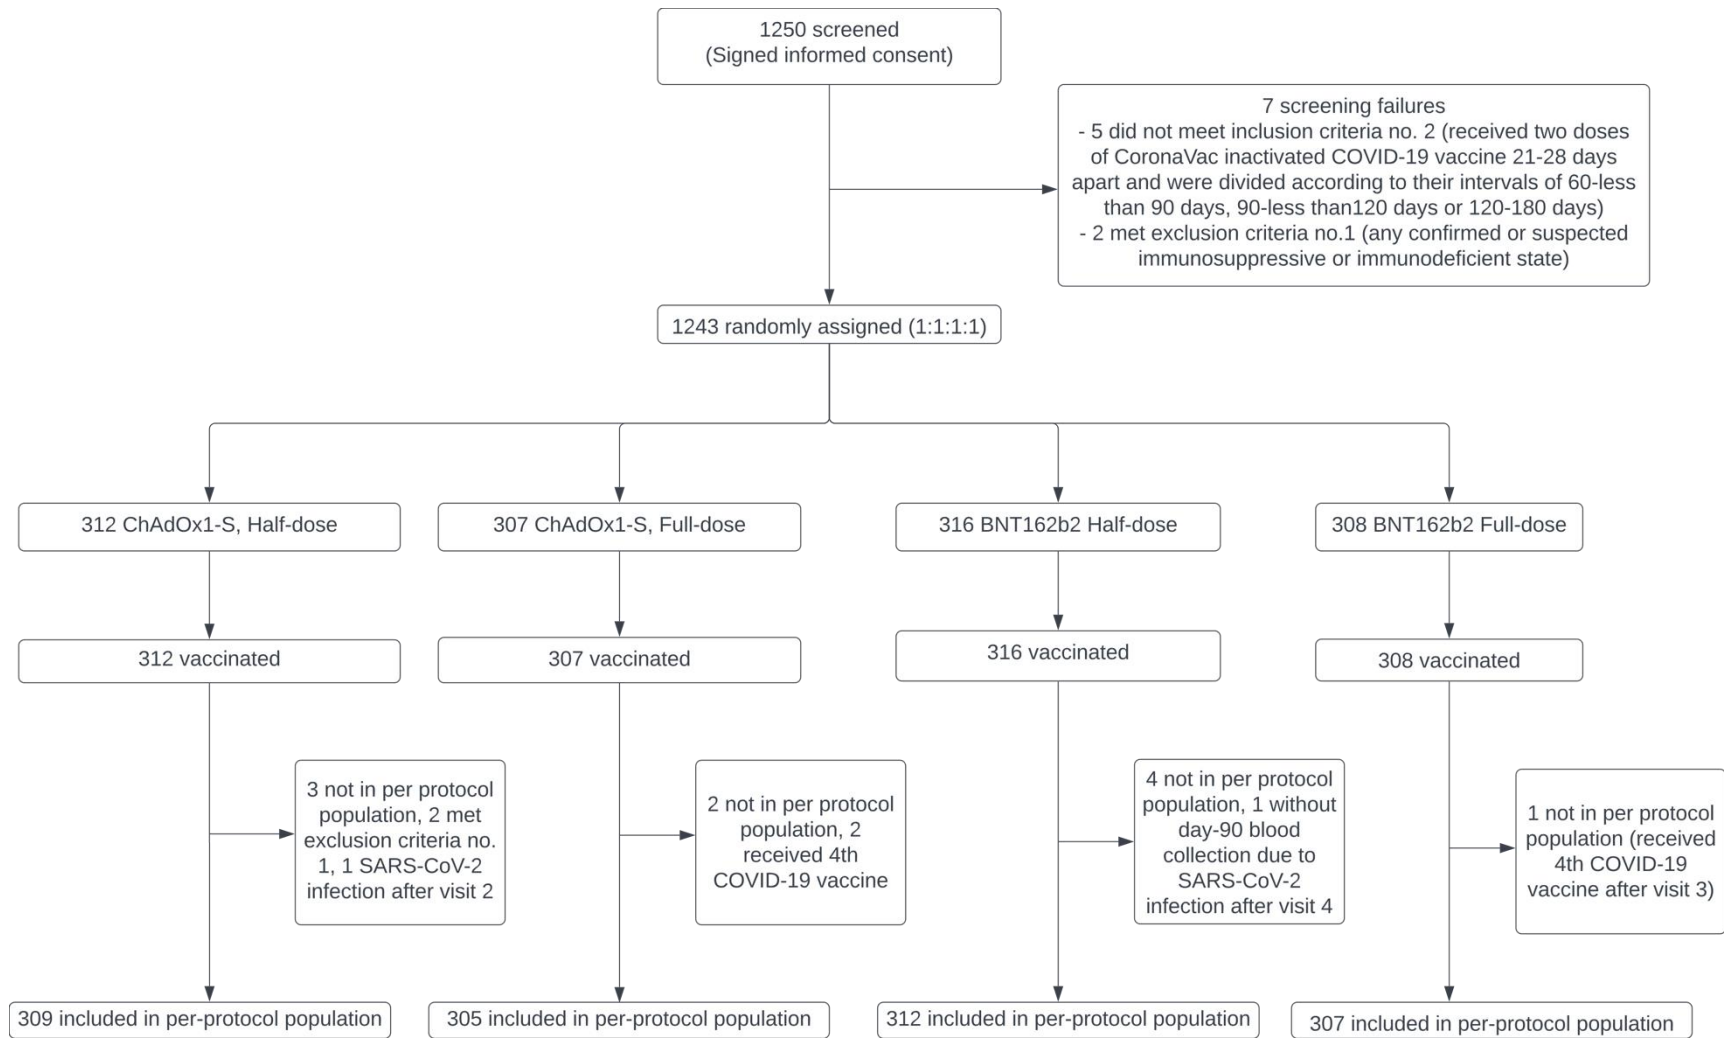 1250 screened
(Signed informed consent)
7 screening failures
- 5 did not meet inclusion criteria no. 2 (received two doses
of CoronaVac inactivated COVID-19 vaccine 21-28 days
apart and were divided according to their intervals of 60-less
than 90 days, 90-less than120 days or 120-180 days)
- 2 met exclusion criteria no.1 (any confirmed or suspected
immunosuppressive or immunodeficient state)
1243 randomly assigned (1:1:1:1)
312 ChAdOx1-S, Half-dose
307 ChAdOx1-S, Full-dose
316 BNT162b2 Half-dose
308 BNT162b2 Full-dose
312 vaccinated
307 vaccinated
316 vaccinated
308 vaccinated
3 not in per protocol
population, 2 met
exclusion criteria no.
1, 1 SARS-CoV-2
infection after visit 2
2 not in per protocol
population, 2
received 4th
COVID-19 vaccine
4 not in per protocol
population, 1 without
day-90 blood
collection due to
SARS-CoV-2
infection after visit 4
1 not in per protocol
population (received
4th COVID-19
vaccine after visit 3)
309 included in per-protocol population
305 included in per-protocol population
312 included in per-protocol population
307 included in per-protocol population